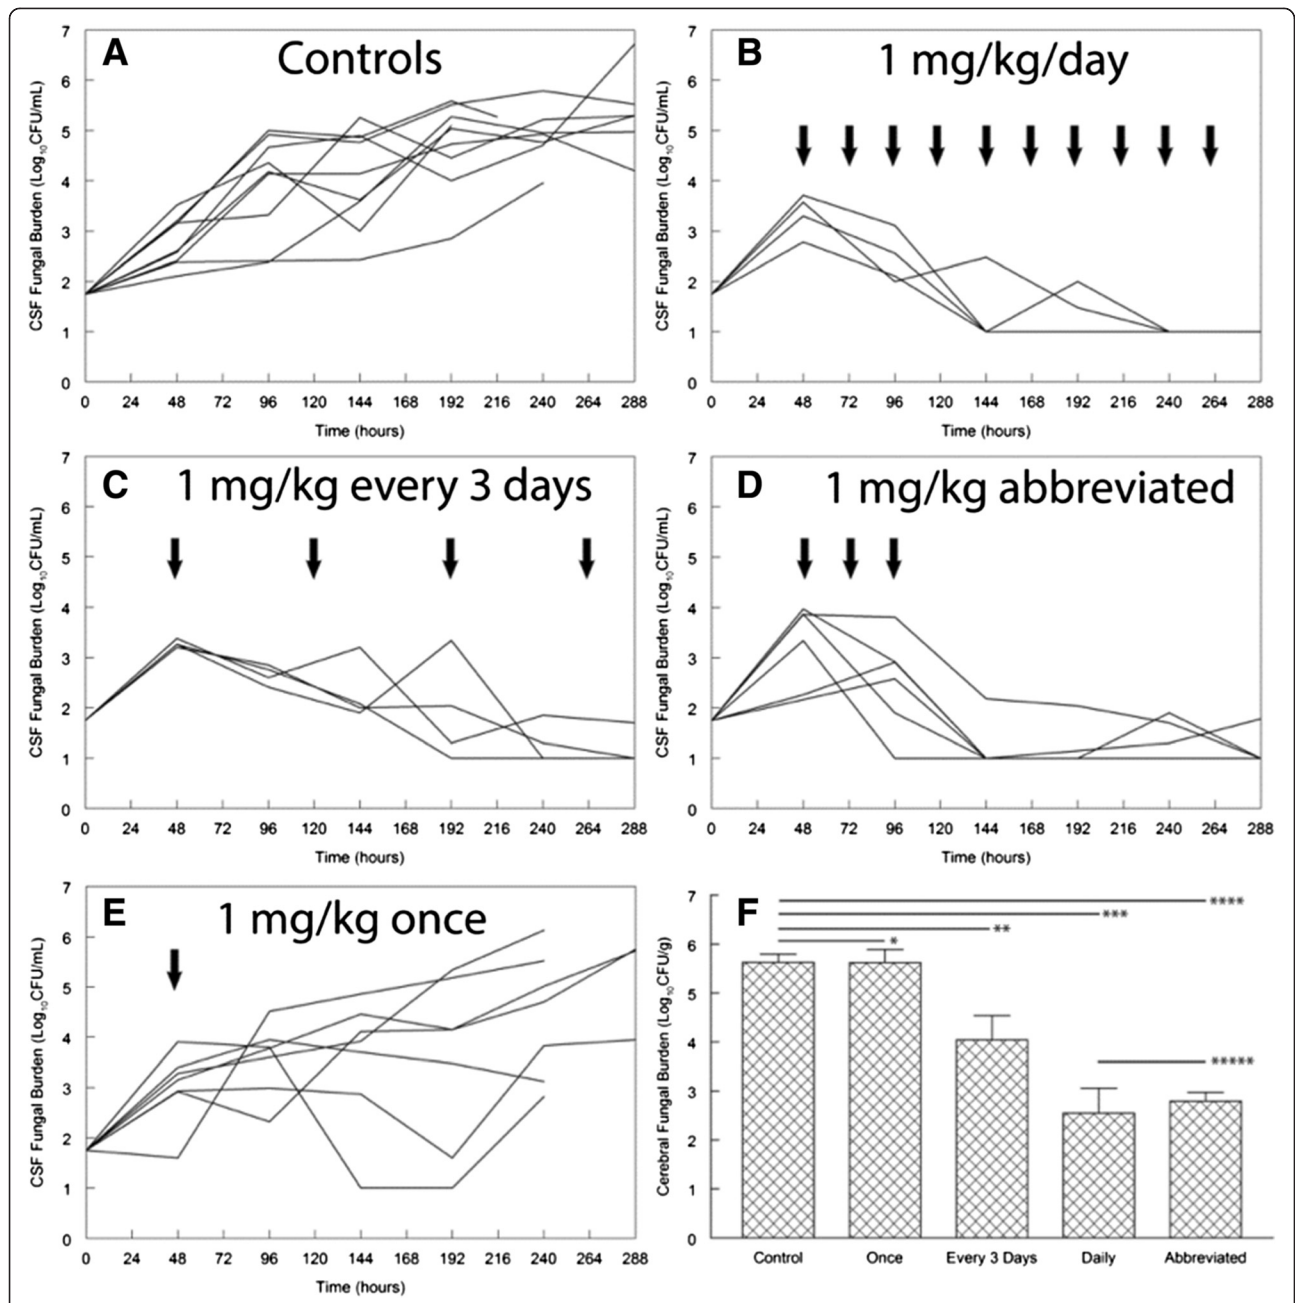 A
Controls
CSF Fungal Burden (Log10CFU/mL)
7
6
5
4
3
2
1
0
0 24 48 72 96 120 144 168 192 216 240 264 288
Time (hours)
B
1 mg/kg/day
CSF Fungal Burden (Log10CFU/mL)
7
6
5
4
3
2
1
0
0 24 48 72 96 120 144 168 192 216 240 264 288
Time (hours)
C
1 mg/kg every 3 days
CSF Fungal Burden (Log10CFU/mL)
7
6
5
4
3
2
1
0
0 24 48 72 96 120 144 168 192 216 240 264 288
Time (hours)
D
1 mg/kg abbreviated
CSF Fungal Burden (Log10CFU/mL)
7
6
5
4
3
2
1
0
0 24 48 72 96 120 144 168 192 216 240 264 288
Time (hours)
E
1 mg/kg once
CSF Fungal Burden (Log10CFU/mL)
7
6
5
4
3
2
1
0
0 24 48 72 96 120 144 168 192 216 240 264 288
Time (hours)
F
Cerebral Fungal Burden (Log10CFU/g)
7
6
5
4
3
2
1
0
****
***
**
*
*****
Control Once Every 3 Days Daily Abbreviated